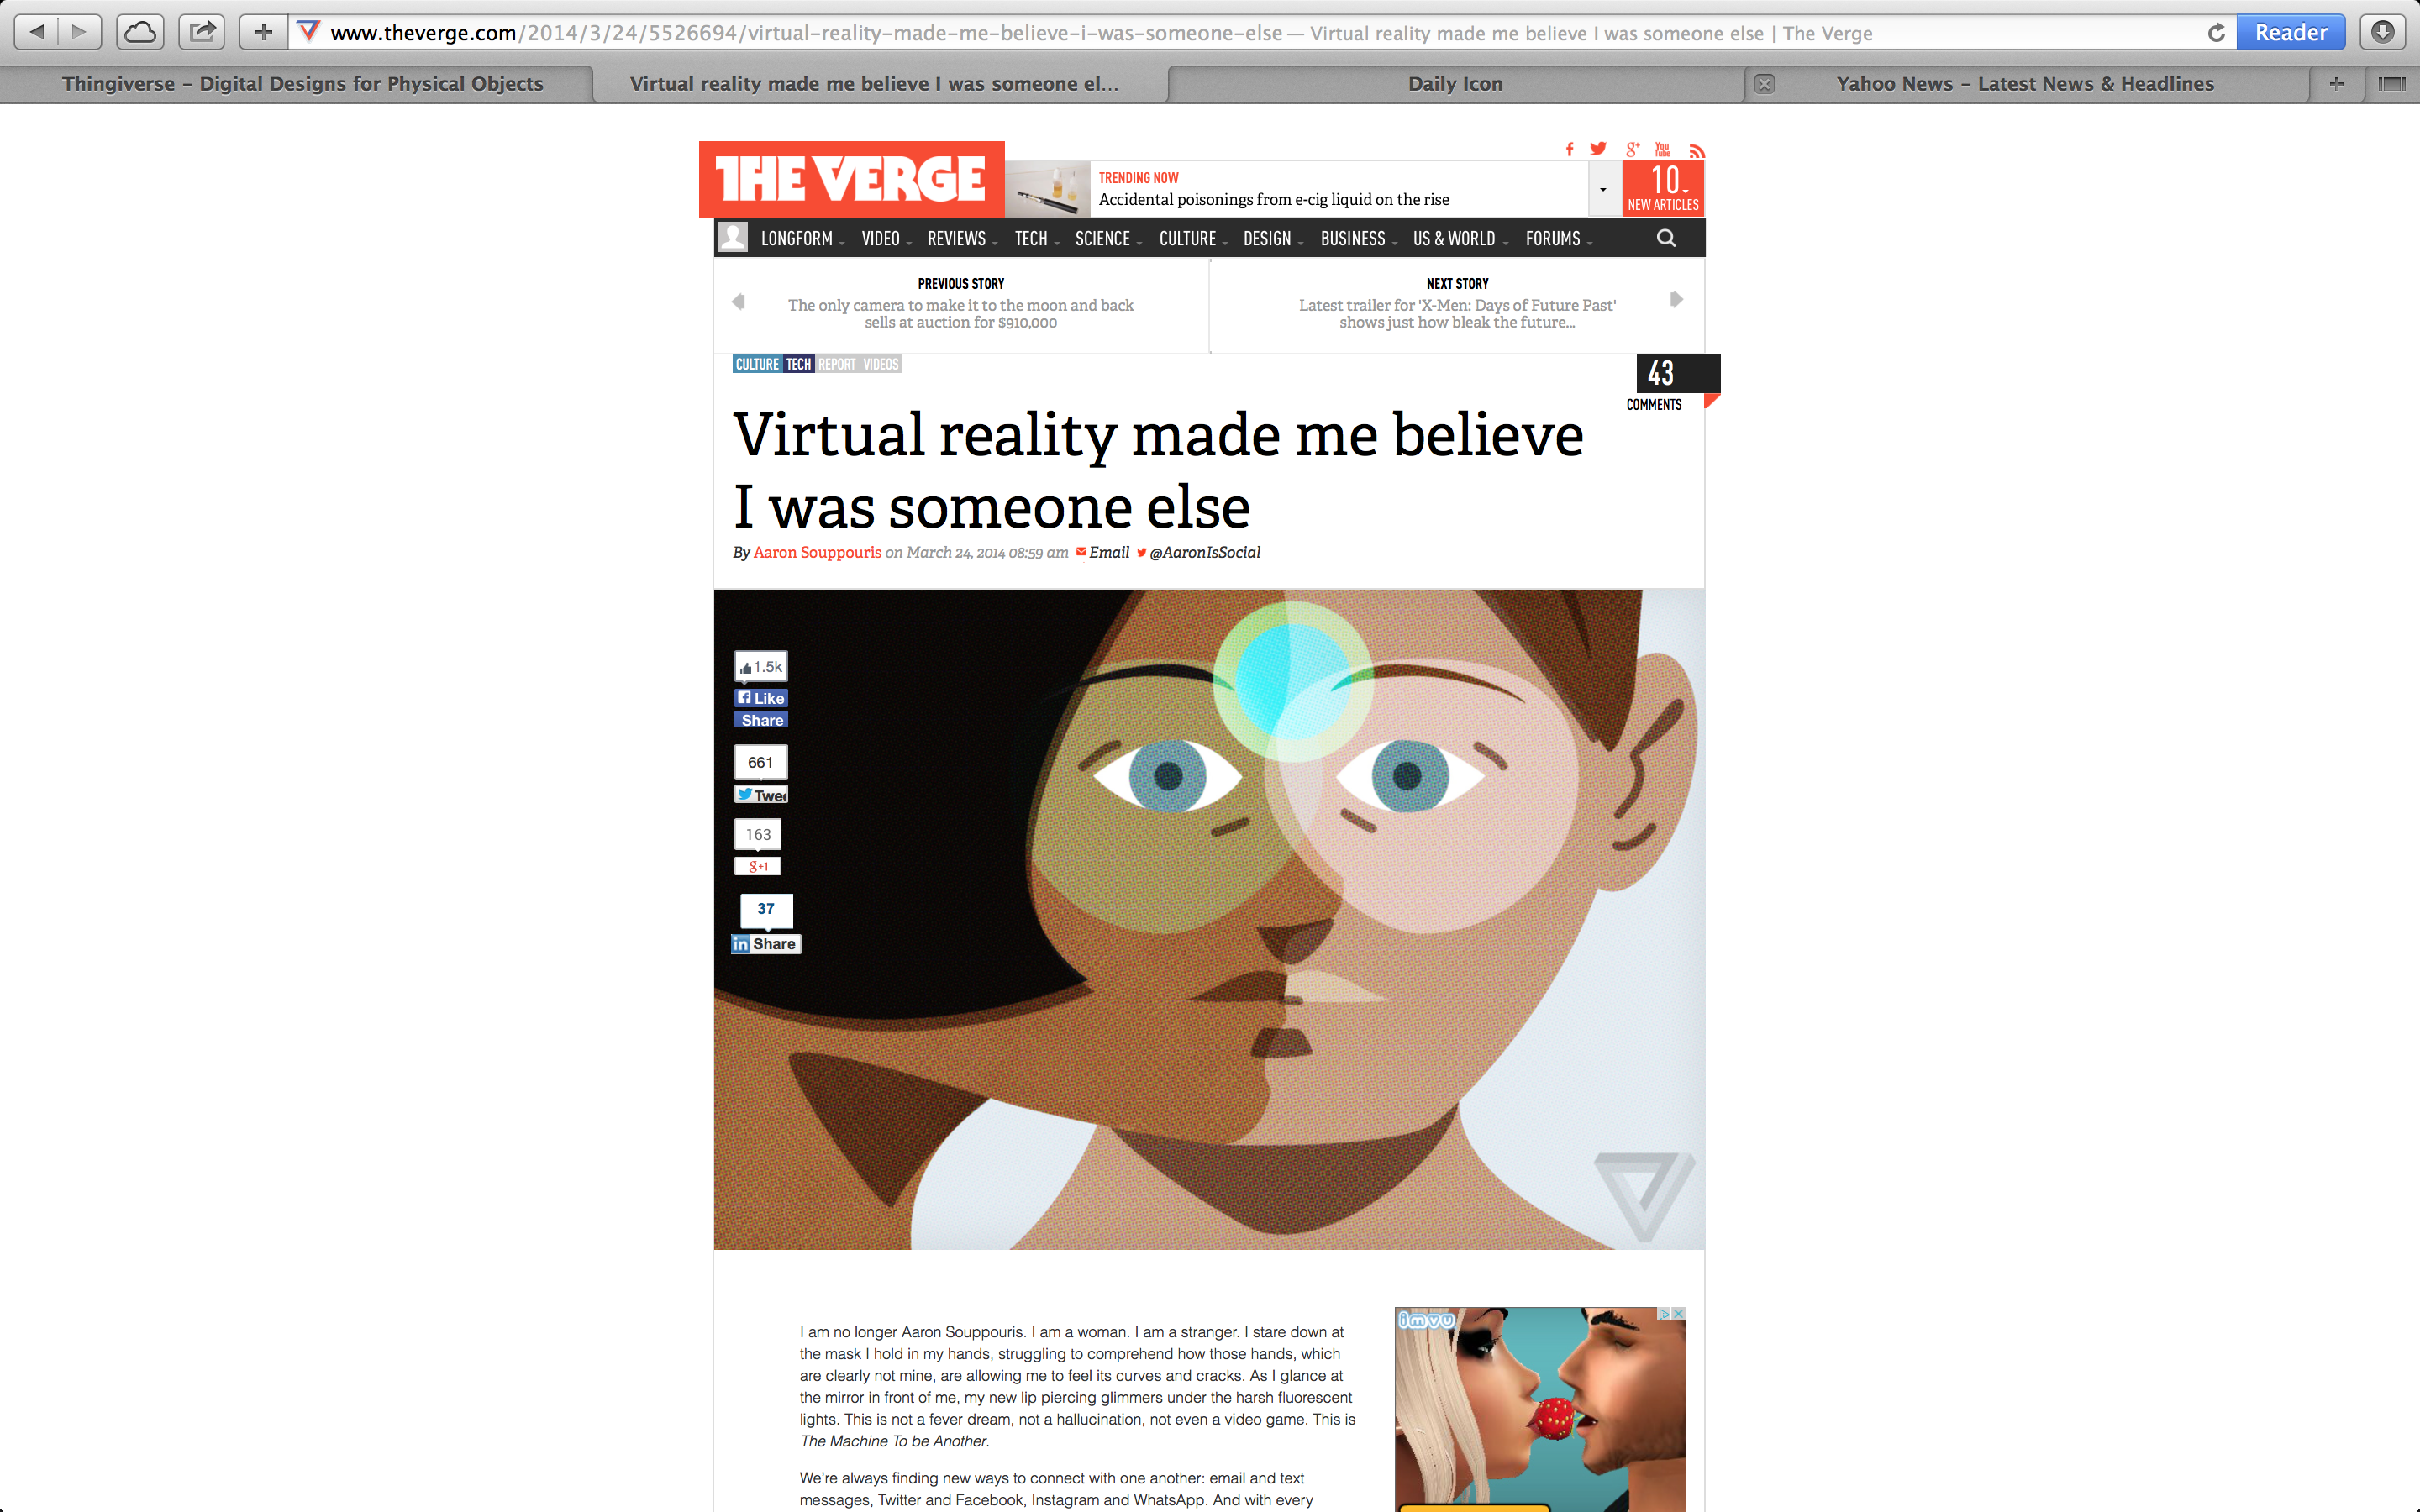 www.theverge.com/2014/3/24/5526694/virtual-reality-made-me-believe-i-was-someone-else — Virtual reality made me believe I was someone else | The Verge
Reader
Thingiverse – Digital Designs for Physical Objects
Virtual reality made me believe I was someone el...
Daily Icon
Yahoo News – Latest News & Headlines
THE VERGE
TRENDING NOW
Accidental poisonings from e-cig liquid on the rise
10
NEW ARTICLES
LONGFORM VIDEO REVIEWS TECH SCIENCE CULTURE DESIGN BUSINESS US & WORLD FORUMS
PREVIOUS STORY
The only camera to make it to the moon and back
sells at auction for $910,000
NEXT STORY
Latest trailer for 'X-Men: Days of Future Past'
shows just how bleak the future...
CULTURE TECH REPORT VIDEOS
43
COMMENTS
Virtual reality made me believe
I was someone else
By Aaron Souppouris on March 24, 2014 08:59 am Email @AaronIsSocial
1.5k
Like
Share
661
Twee
163
g+1
37
in Share
I am no longer Aaron Souppouris. I am a woman. I am a stranger. I stare down at
the mask I hold in my hands, struggling to comprehend how those hands, which
are clearly not mine, are allowing me to feel its curves and cracks. As I glance at
the mirror in front of me, my new lip piercing glimmers under the harsh fluorescent
lights. This is not a fever dream, not a hallucination, not even a video game. This is
The Machine To be Another.
We're always finding new ways to connect with one another: email and text
messages, Twitter and Facebook, Instagram and WhatsApp. And with every
imvu